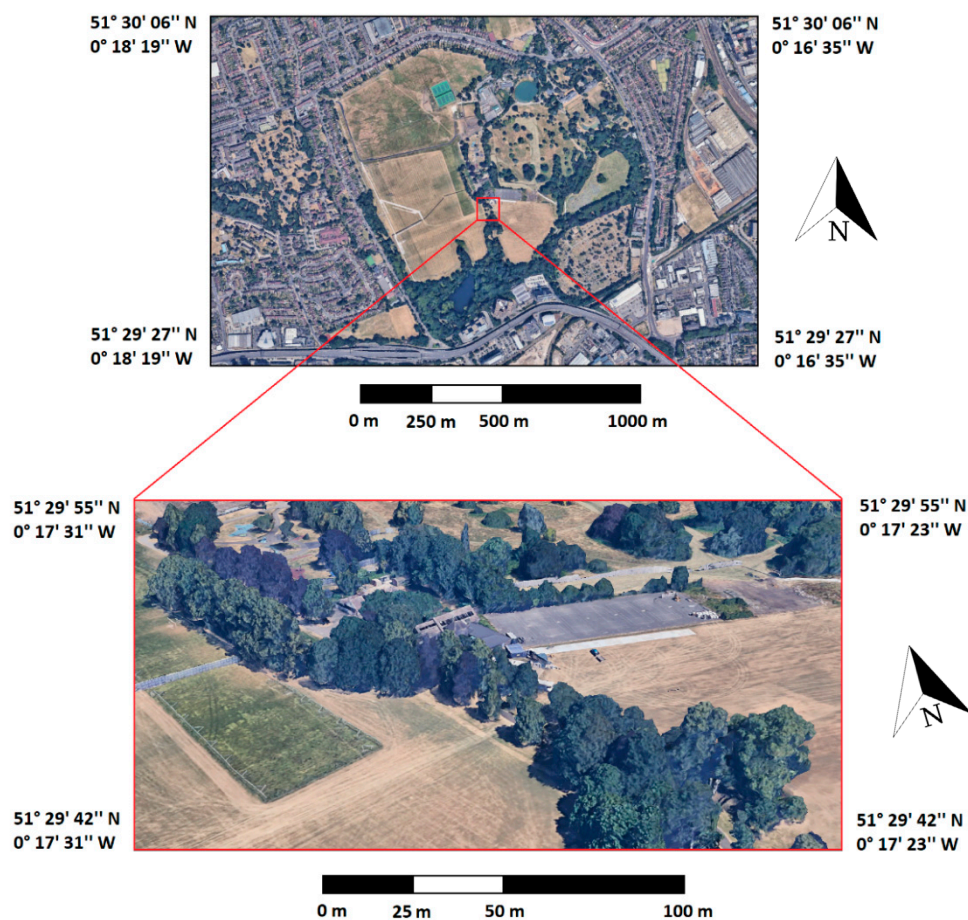 51° 30' 06'' N
0° 18' 19'' W
51° 30' 06'' N
0° 16' 35'' W
N
51° 29' 27'' N
0° 18' 19'' W
51° 29' 27'' N
0° 16' 35'' W
0 m 250 m 500 m 1000 m
51° 29' 55'' N
0° 17' 31'' W
51° 29' 55'' N
0° 17' 23'' W
N
51° 29' 42'' N
0° 17' 31'' W
51° 29' 42'' N
0° 17' 23'' W
0 m 25 m 50 m 100 m